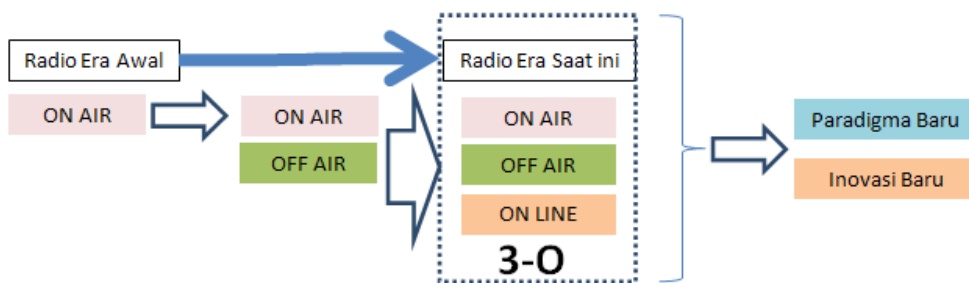 Radio Era Awal
Radio Era Saat ini
ON AIR
ON AIR
OFF AIR
ON AIR
OFF AIR
ON LINE
3-O
Paradigma Baru
Inovasi Baru